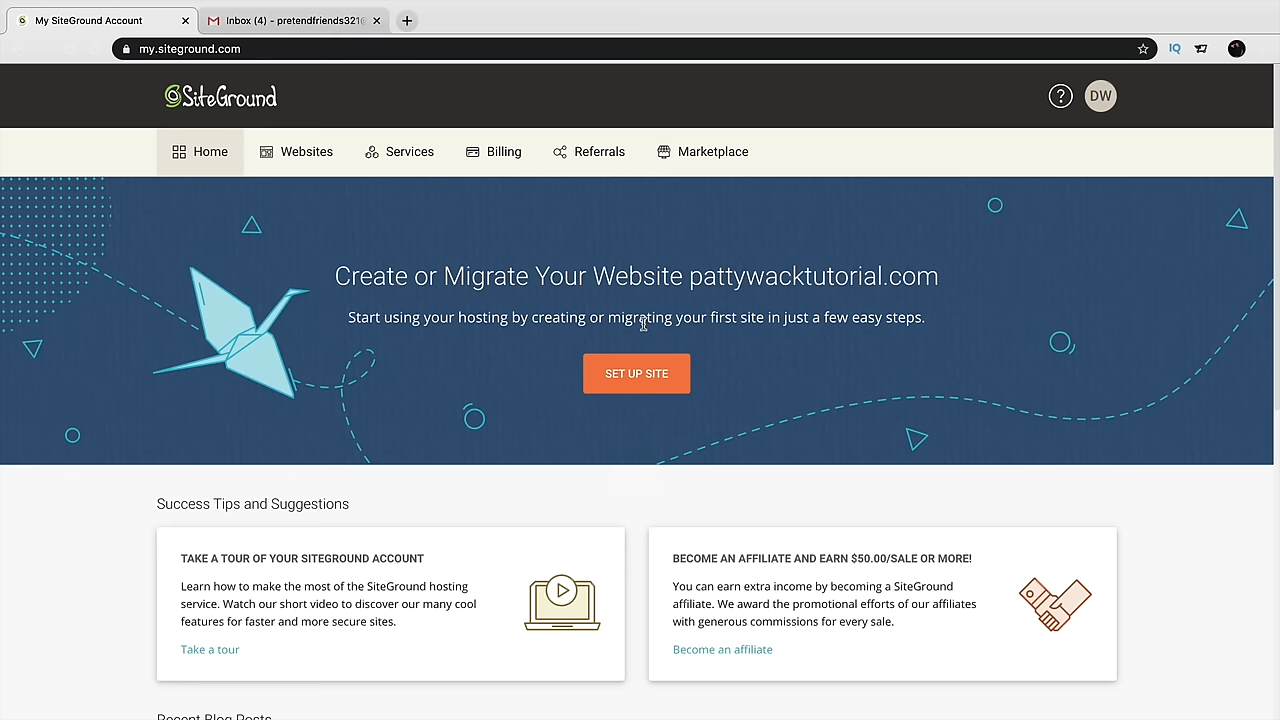 My SiteGround Account
Inbox (4) - pretendfriends321@
my.siteground.com
IQ
SiteGround
?
DW
Home
Websites
Services
Billing
Referrals
Marketplace
Create or Migrate Your Website pattywacktutorial.com
Start using your hosting by creating or migrating your first site in just a few easy steps.
SET UP SITE
Success Tips and Suggestions
TAKE A TOUR OF YOUR SITEGROUND ACCOUNT
Learn how to make the most of the SiteGround hosting
service. Watch our short video to discover our many cool
features for faster and more secure sites.
Take a tour
BECOME AN AFFILIATE AND EARN $50.00/SALE OR MORE!
You can earn extra income by becoming a SiteGround
affiliate. We award the promotional efforts of our affiliates
with generous commissions for every sale.
Become an affiliate
Recent Blog Posts